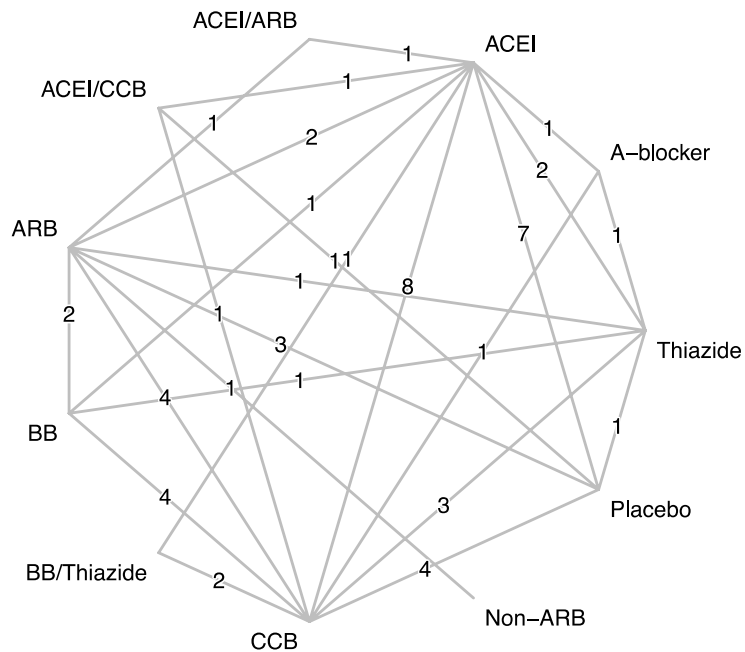 ACEI/ARB
1
ACEI
ACEI/CCB
1
1
2
1
A−blocker
2
1
ARB
7
1
11
1
8
2
1
3
1
Thiazide
1
1
4
1
BB
4
3
Placebo
BB/Thiazide
2
4
Non−ARB
CCB